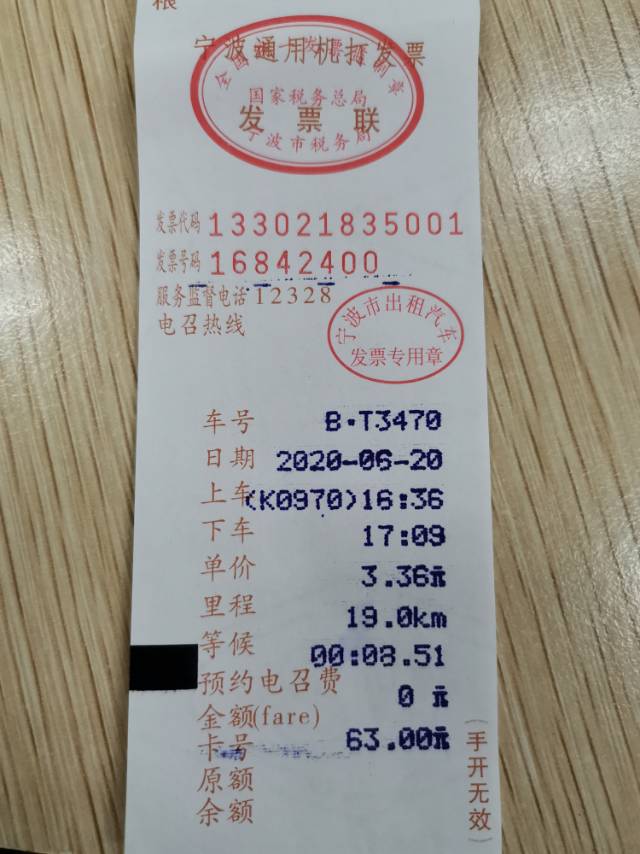 根
宁波通用机打发票
全国统一发票监制章
国家税务总局
发票联
宁波市税务局
发票代码 133021835001
发票号码 16842400
服务监督电话 12328
电召热线
宁波市出租汽车
发票专用章
车号 B·T3470
日期 2020-06-20
上车 (K0970)16:36
下车 17:09
单价 3.36元
里程 19.0km
等候 00:08.51
预约电召费 0 元
金额(fare) 63.00元
卡号
原额
余额
(手开无效)